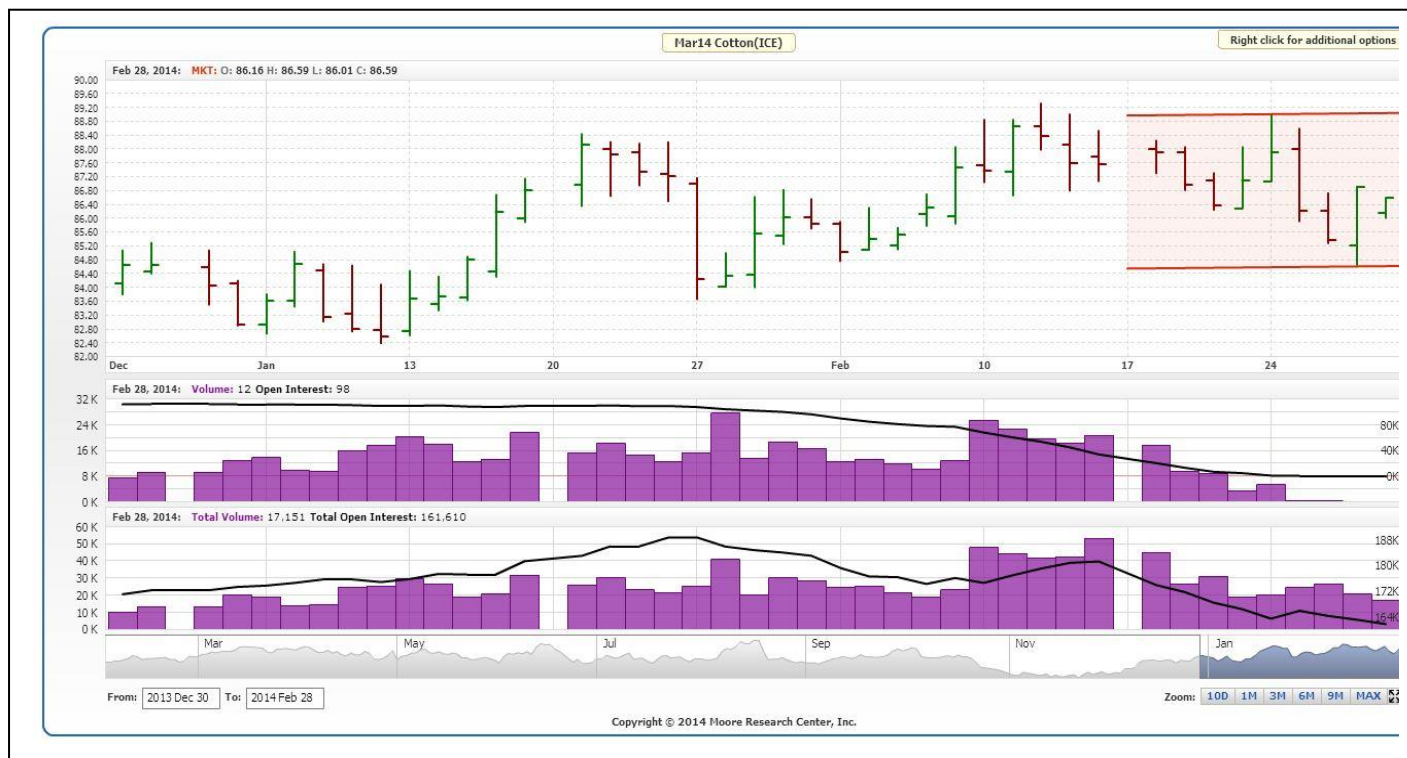 Mar14 Cotton(ICE)
Right click for additional options
Feb 28, 2014: MKT: O: 86.16 H: 86.59 L: 86.01 C: 86.59
90.00
89.60
89.20
88.80
88.40
88.00
87.60
87.20
86.80
86.40
86.00
85.60
85.20
84.80
84.40
84.00
83.60
83.20
82.80
82.40
82.00
Dec Jan 13 20 27 Feb 10 17 24
Feb 28, 2014: Volume: 12 Open Interest: 98
32 K
24 K 80K
16 K 40K
8 K 0K
0 K
Feb 28, 2014: Total Volume: 17,151 Total Open Interest: 161,610
60 K
50 K 188K
40 K 180K
30 K
20 K 172K
10 K 164K
0 K
Mar May Jul Sep Nov Jan
From: 2013 Dec 30 To: 2014 Feb 28 Zoom: 10D 1M 3M 6M 9M MAX
Copyright © 2014 Moore Research Center, Inc.